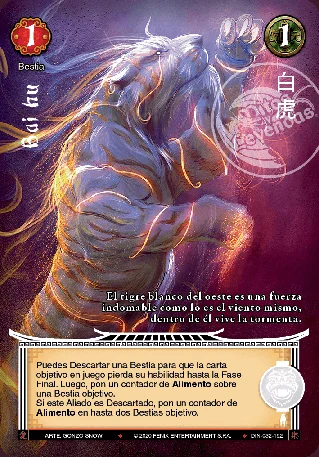 1
1
Bestia
Bai hu
白虎
El tigre blanco del oeste es una fuerza
indomable como lo es el viento mismo,
dentro de él vive la tormenta.
Puedes Descartar una Bestia para que la carta
objetivo en juego pierda su habilidad hasta la Fase
Final. Luego, pon un contador de Alimento sobre
una Bestia objetivo.
Si este Aliado es Descartado, pon un contador de
Alimento en hasta dos Bestias objetivo.
ARTE: GONZO SNOW
© 2020 FENIX ENTERTAINMENT S.P.A.